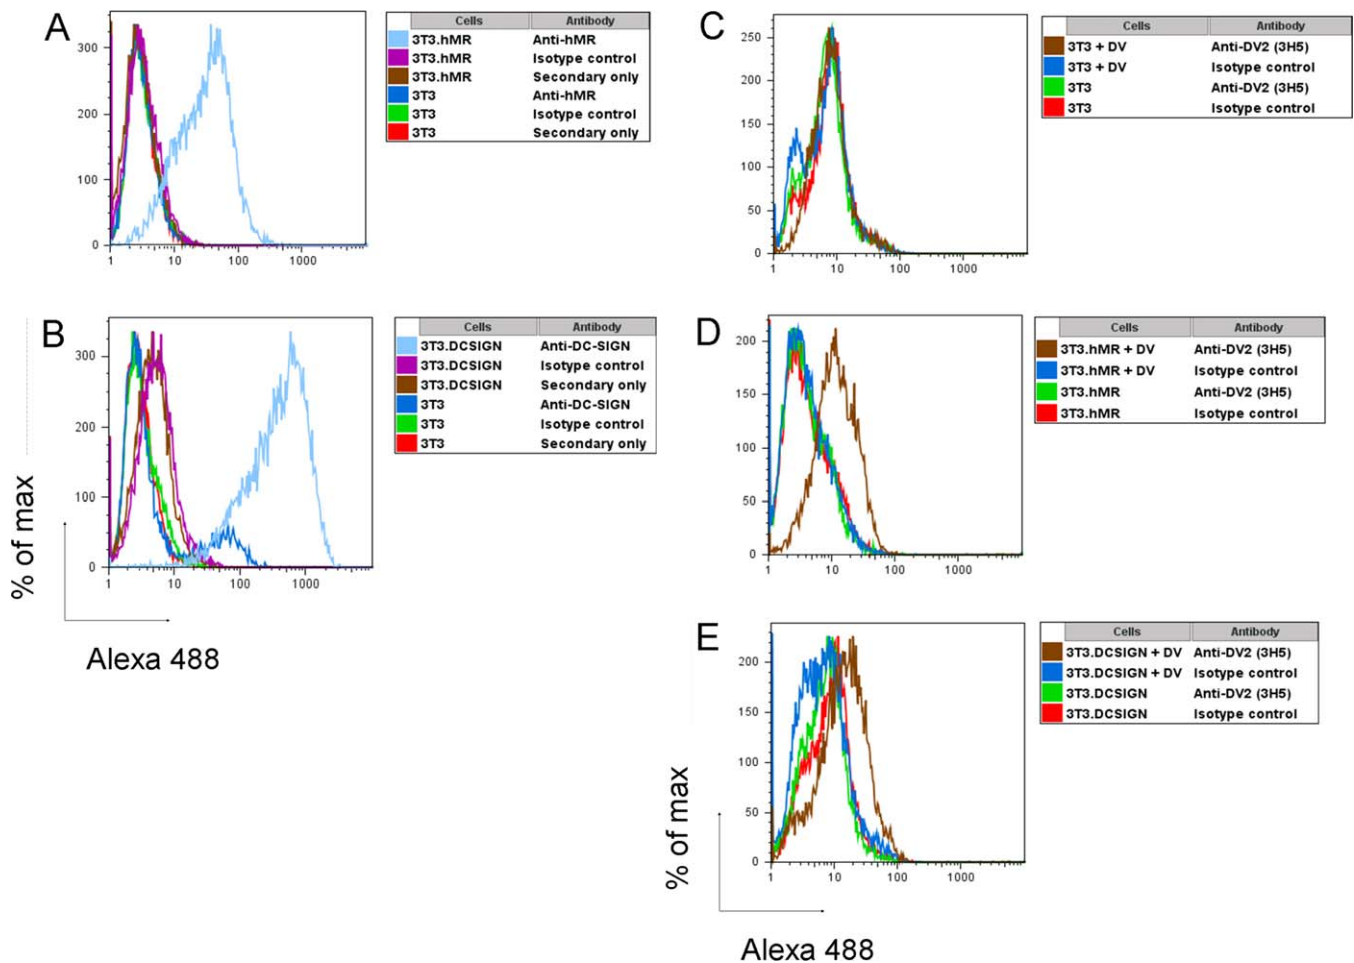 A
Cells Antibody
3T3.hMR Anti-hMR
3T3.hMR Isotype control
3T3.hMR Secondary only
3T3 Anti-hMR
3T3 Isotype control
3T3 Secondary only
300
200
100
0
1 10 100 1000
B
Cells Antibody
3T3.DCSIGN Anti-DC-SIGN
3T3.DCSIGN Isotype control
3T3.DCSIGN Secondary only
3T3 Anti-DC-SIGN
3T3 Isotype control
3T3 Secondary only
300
200
100
0
1 10 100 1000
% of max
Alexa 488
C
Cells Antibody
3T3 + DV Anti-DV2 (3H5)
3T3 + DV Isotype control
3T3 Anti-DV2 (3H5)
3T3 Isotype control
250
200
150
100
50
0
1 10 100 1000
D
Cells Antibody
3T3.hMR + DV Anti-DV2 (3H5)
3T3.hMR + DV Isotype control
3T3.hMR Anti-DV2 (3H5)
3T3.hMR Isotype control
200
150
100
50
0
1 10 100 1000
E
Cells Antibody
3T3.DCSIGN + DV Anti-DV2 (3H5)
3T3.DCSIGN + DV Isotype control
3T3.DCSIGN Anti-DV2 (3H5)
3T3.DCSIGN Isotype control
200
150
100
50
0
1 10 100 1000
% of max
Alexa 488